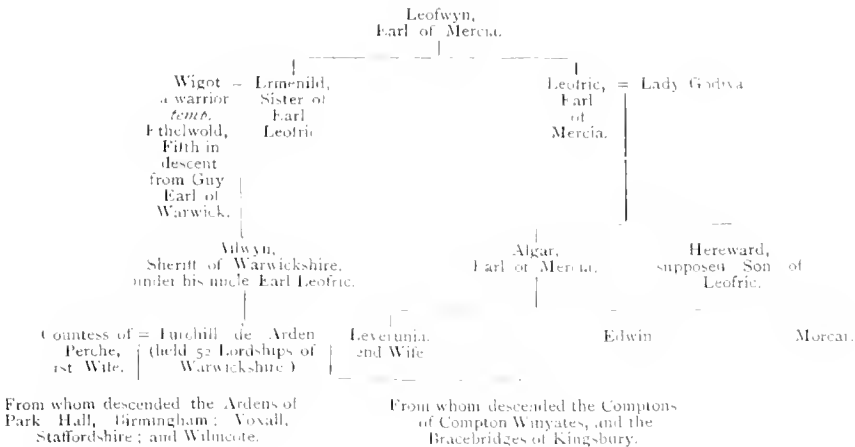 Leofwyn,
Earl of Mercia.
Wigot = Ermenild,
a warrior Sister of
temp. Earl
Ethelwold, Leofric
Fifth in
descent
from Guy
Earl of
Warwick.
Leofric, = Lady Godiva
Earl
of
Mercia.
Ailwyn,
Sheriff of Warwickshire,
under his uncle Earl Leofric.
Algar,
Earl of Mercia.
Hereward,
supposed Son of
Leofric.
Countess of = Turchill de Arden
Perche, (held 52 Lordships of
1st Wife. Warwickshire.)
Leverunia.
2nd Wife
Edwin
Morcar.
From whom descended the Ardens of
Park Hall, Birmingham; Yoxall,
Staffordshire; and Wilmcote.
From whom descended the Comptons
of Compton Winyates, and the
Bracebridges of Kingsbury.